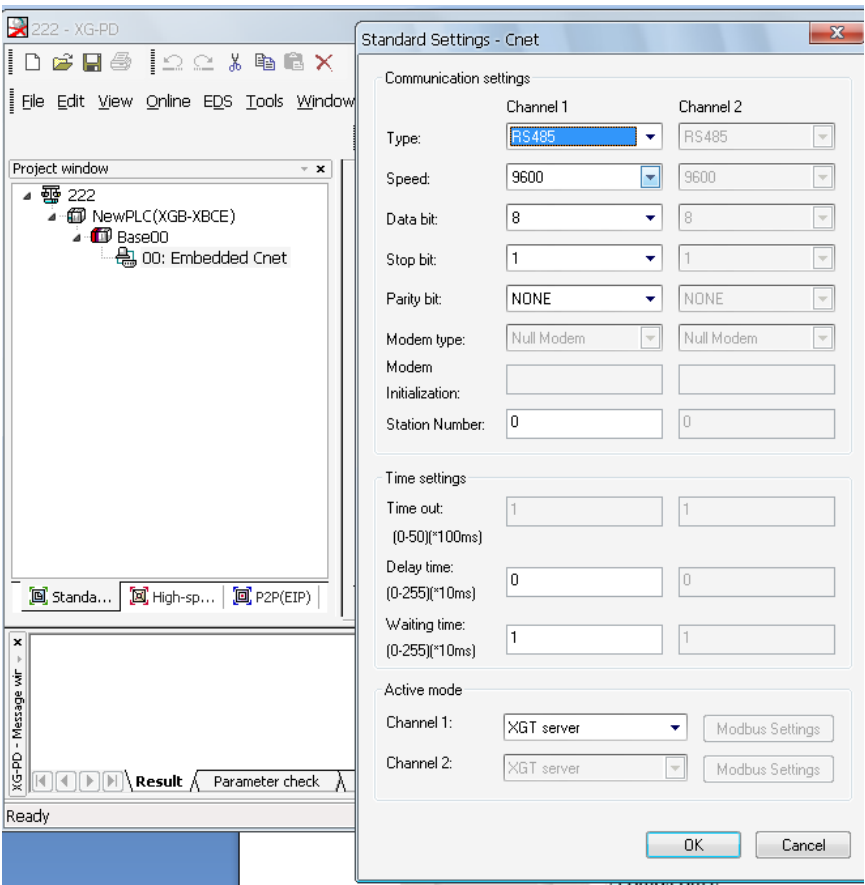 222 - XG-PD
File Edit View Online EDS Tools Window
Project window
222
NewPLC(XGB-XBCE)
Base00
00: Embedded Cnet
Standa...
High-sp...
P2P(EIP)
XG-PD - Message wir
Result
Parameter check
Ready
Standard Settings - Cnet
Communication settings
Channel 1 Channel 2
Type: RS485 RS485
Speed: 9600 9600
Data bit: 8 8
Stop bit: 1 1
Parity bit: NONE NONE
Modem type: Null Modem Null Modem
Modem
Initialization:
Station Number: 0 0
Time settings
Time out: 1 1
(0-50)(*100ms)
Delay time: 0 0
(0-255)(*10ms)
Waiting time: 1 1
(0-255)(*10ms)
Active mode
Channel 1: XGT server Modbus Settings
Channel 2: XGT server Modbus Settings
OK Cancel